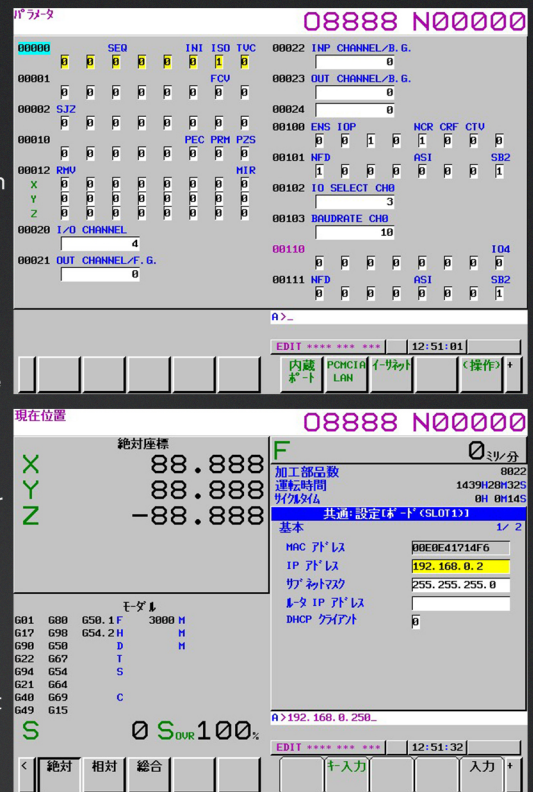 パラメータ
O8888 N00000
00000 SEQ INI ISO TVC
0 0 0 0 0 0 1 0
00001 FCV
0 0 0 0 0 0 0 0
00002 SJZ
0 0 0 0 0 0 0 0
00010 PEC PRM PZS
0 0 0 0 0 0 0 0
00012 RMV MIR
X 0 0 0 0 0 0 0 0
Y 0 0 0 0 0 0 0 0
Z 0 0 0 0 0 0 0 0
00020 I/O CHANNEL
4
00021 OUT CHANNEL/F.G.
0
00022 INP CHANNEL/B.G.
0
00023 OUT CHANNEL/B.G.
0
00024 0
00100 ENS IOP NCR CRF CTV
0 0 1 0 1 0 0 0
00101 NFD ASI SB2
1 0 0 0 0 0 0 1
00102 IO SELECT CH0
3
00103 BAUDRATE CH0
10
00110 IO4
0 0 0 0 0 0 0 0
00111 NFD ASI SB2
0 0 0 0 0 0 0 1
A>_
EDIT **** *** *** 12:51:01
内蔵ポート PCMCIA LAN イーサネット (操作) +
現在位置
O8888 N00000
絶対座標
X 88.888
Y 88.888
Z -88.888
F 0ミリ/分
加工部品数 8022
運転時間 1439H28M32S
サイクルタイム 0H 0M14S
共通:設定[ボード(SLOT1)]
基本 1/ 2
MAC アドレス 00E0E41714F6
IP アドレス 192.168.0.2
サブネットマスク 255.255.255.0
ルータ IP アドレス
DHCP クライアント 0
モーダル
G01 G80 G50.1 F 3000 M
G17 G98 G54.2 H M
G90 G50 D M
G22 G67 T
G94 G54 S
G21 G64
G40 G69 C
G49 G15
S 0 SOVR100%
A>192.168.0.250_
EDIT **** *** *** 12:51:32
< 絶対 相対 総合 キー入力 入力 +